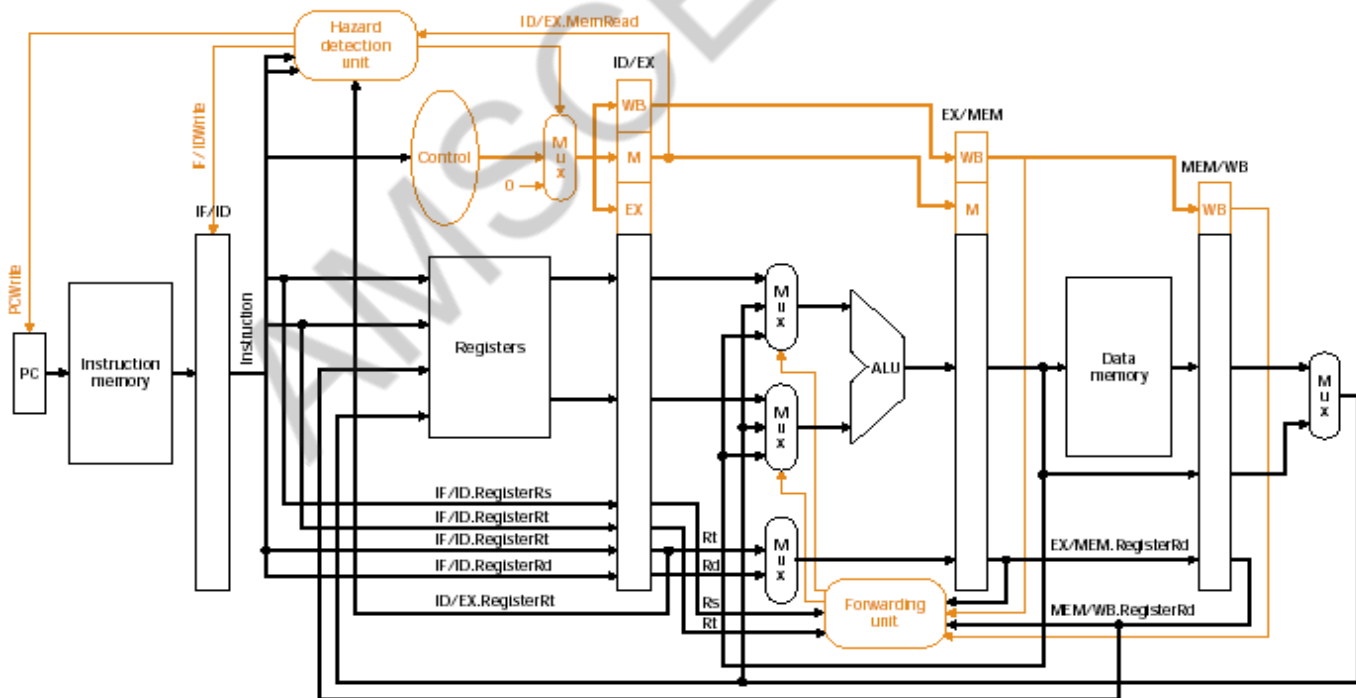 Hazard
detection
unit
ID/EX.MemRead
ID/EX
WB
M
EX
EX/MEM
WB
M
MEM/WB
WB
IF/IDWrite
PCWrite
Control
0
M
u
x
IF/ID
Instruction
PC
Instruction
memory
Registers
M
u
x
M
u
x
ALU
Data
memory
M
u
x
IF/ID.RegisterRs
IF/ID.RegisterRt
IF/ID.RegisterRt
IF/ID.RegisterRd
ID/EX.RegisterRt
Rt
Rd
Rs
Rt
M
u
x
Forwarding
unit
EX/MEM.RegisterRd
MEM/WB.RegisterRd
AMSCE